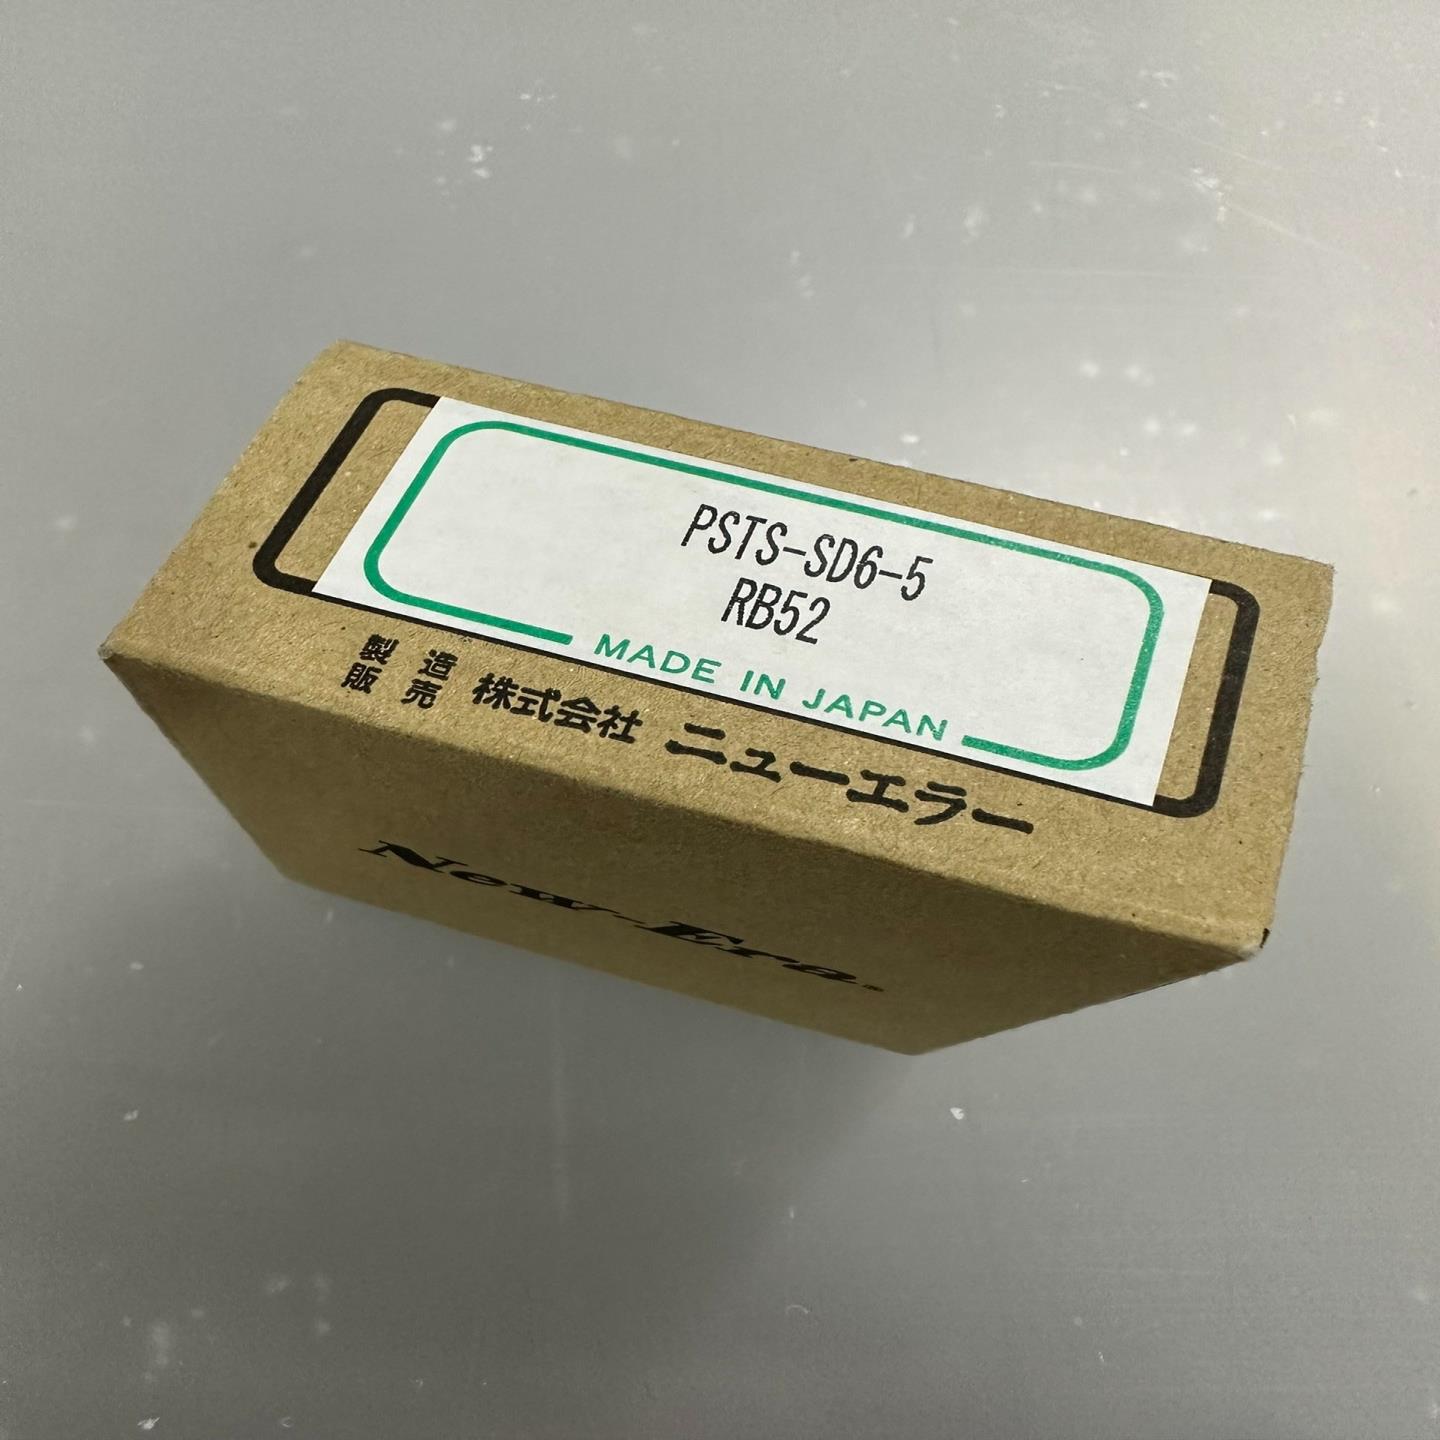 PSTS-SD6-5
RB52
MADE IN JAPAN
製造
販売 株式会社 ニューエラー
New-Era®